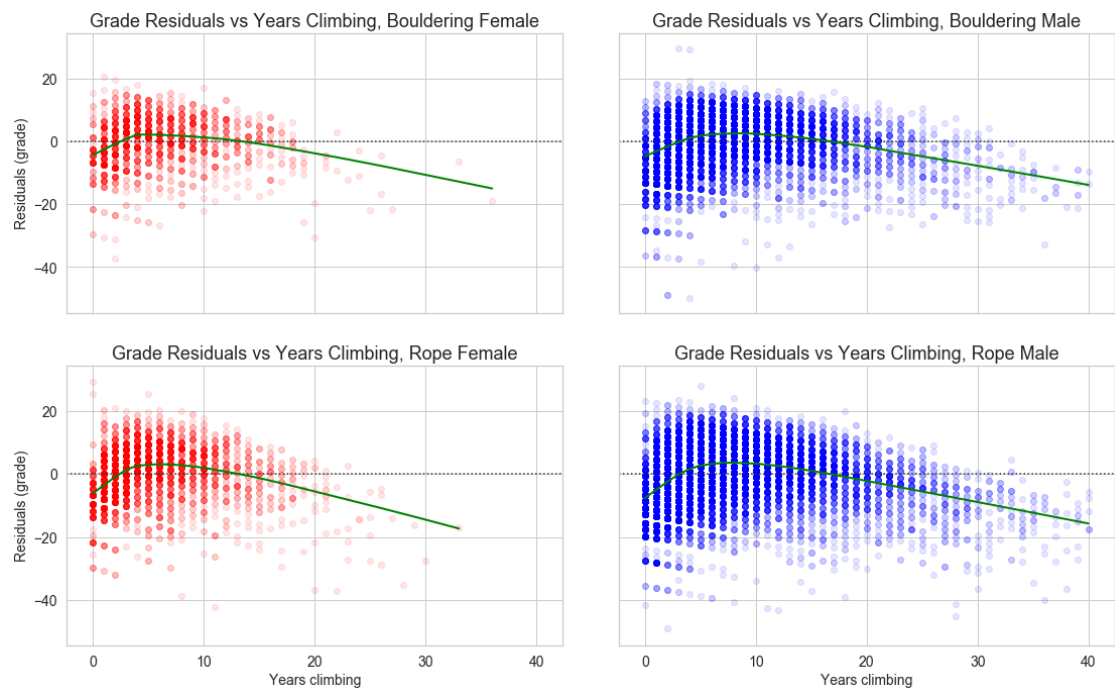 Grade Residuals vs Years Climbing, Bouldering Female
Grade Residuals vs Years Climbing, Bouldering Male
20
0
−20
−40
Residuals (grade)
Grade Residuals vs Years Climbing, Rope Female
Grade Residuals vs Years Climbing, Rope Male
20
0
−20
−40
Residuals (grade)
0 10 20 30 40
0 10 20 30 40
Years climbing
Years climbing